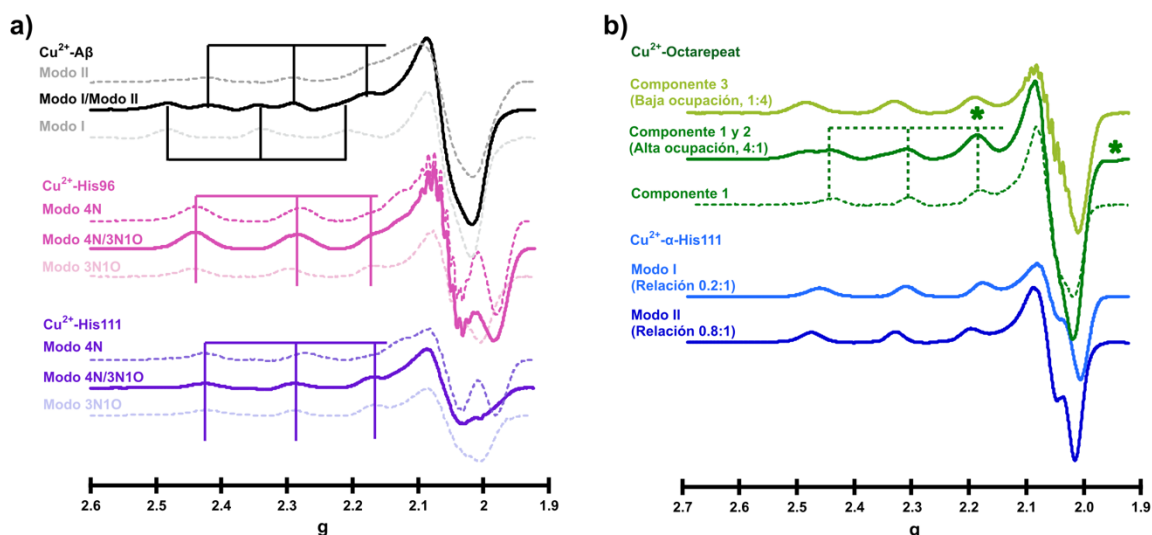 a)
Cu²⁺-Aβ
Modo II
Modo I/Modo II
Modo I
Cu²⁺-His96
Modo 4N
Modo 4N/3N1O
Modo 3N1O
Cu²⁺-His111
Modo 4N
Modo 4N/3N1O
Modo 3N1O
2.6 2.5 2.4 2.3 2.2 2.1 2 1.9
g
b)
Cu²⁺-Octarepeat
Componente 3
(Baja ocupación, 1:4)
*
Componente 1 y 2
(Alta ocupación, 4:1)
*
Componente 1
Cu²⁺-α-His111
Modo I
(Relación 0.2:1)
Modo II
(Relación 0.8:1)
2.7 2.6 2.5 2.4 2.3 2.2 2.1 2.0 1.9
g